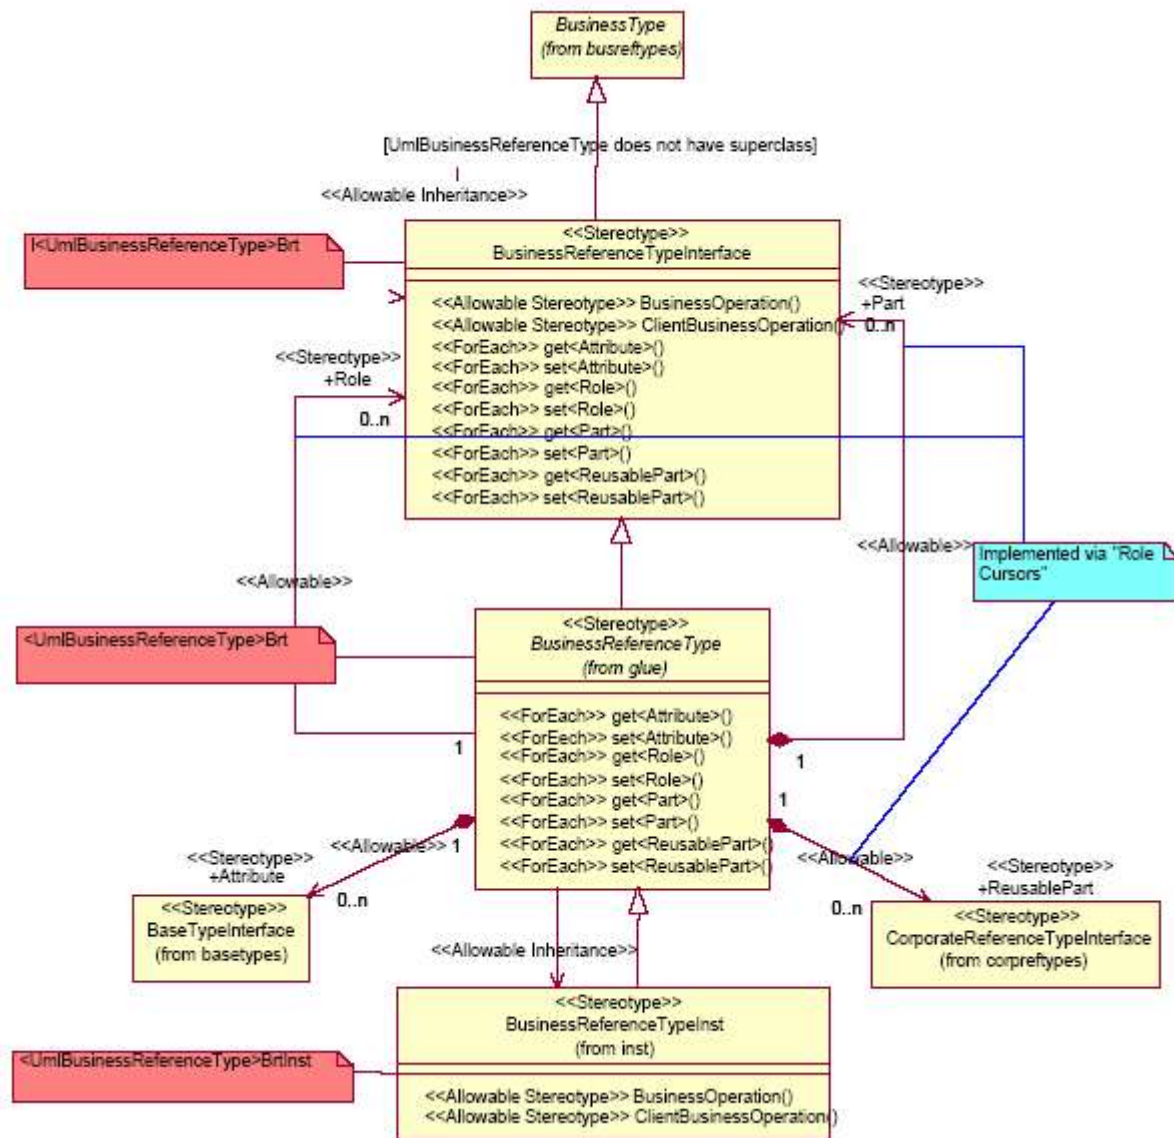 BusinessType
(from busreftypes)
[UmlBusinessReferenceType does not have superclass]
<<Allowable Inheritance>>
I<UmlBusinessReferenceType>Brt
<<Stereotype>>
BusinessReferenceTypeInterface
<<Allowable Stereotype>> BusinessOperation()
<<Allowable Stereotype>> ClientBusinessOperation()
<<ForEach>> get<Attribute>()
<<ForEach>> set<Attribute>()
<<ForEach>> get<Role>()
<<ForEach>> set<Role>()
<<ForEach>> get<Part>()
<<ForEach>> set<Part>()
<<ForEach>> get<ReusablePart>()
<<ForEach>> set<ReusablePart>()
<<Stereotype>>
+Part
0..n
<<Stereotype>>
+Role
0..n
<<Allowable>>
<<Allowable>>
Implemented via "Role
Cursors"
<UmlBusinessReferenceType>Brt
<<Stereotype>>
BusinessReferenceType
(from glue)
<<ForEach>> get<Attribute>()
<<ForEech>> set<Attribute>()
<<ForEach>> get<Role>()
<<ForEach>> set<Role>()
<<ForEach>> get<Part>()
<<ForEach>> set<Part>()
<<ForEach>> get<ReusablePart>()
<<ForEach>> set<ReusablePart>()
1
1
1
1
<<Allowable>>
<<Stereotype>>
+Attribute
0..n
<<Allowable>>
<<Stereotype>>
+ReusablePart
0..n
<<Stereotype>>
BaseTypeInterface
(from basetypes)
<<Stereotype>>
CorporateReferenceTypeInterface
(from corpreftypes)
<<Allowable Inheritance>>
<<Stereotype>>
BusinessReferenceTypeInst
(from inst)
<UmlBusinessReferenceType>BrtInst
<<Allowable Stereotype>> BusinessOperation()
<<Allowable Stereotype>> ClientBusinessOperation()